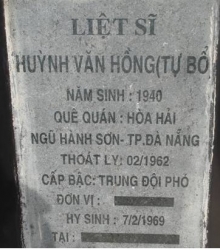 LIỆT SĨ
HUỲNH VĂN HỒNG(TỰ BỔ
NĂM SINH : 1940
QUÊ QUÁN : HÒA HẢI
NGŨ HÀNH SƠN- TP.ĐÀ NẴNG
THOÁT LY: 02/1962
CẤP BẬC: TRUNG ĐỘI PHÓ
ĐƠN VỊ :
HY SINH : 7/2/1969
TẠI :